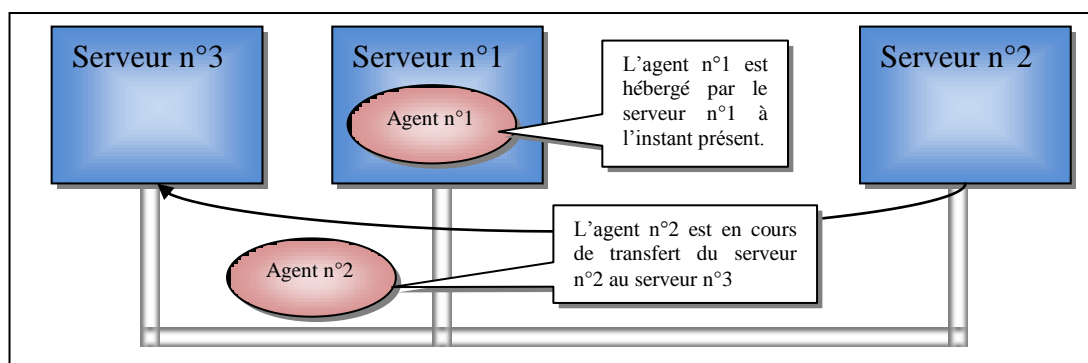 Serveur n°3
Serveur n°1
Serveur n°2
Agent n°1
L’agent n°1 est
hébergé par le
serveur n°1 à
l’instant présent.
L’agent n°2 est en cours
de transfert du serveur
n°2 au serveur n°3
Agent n°2